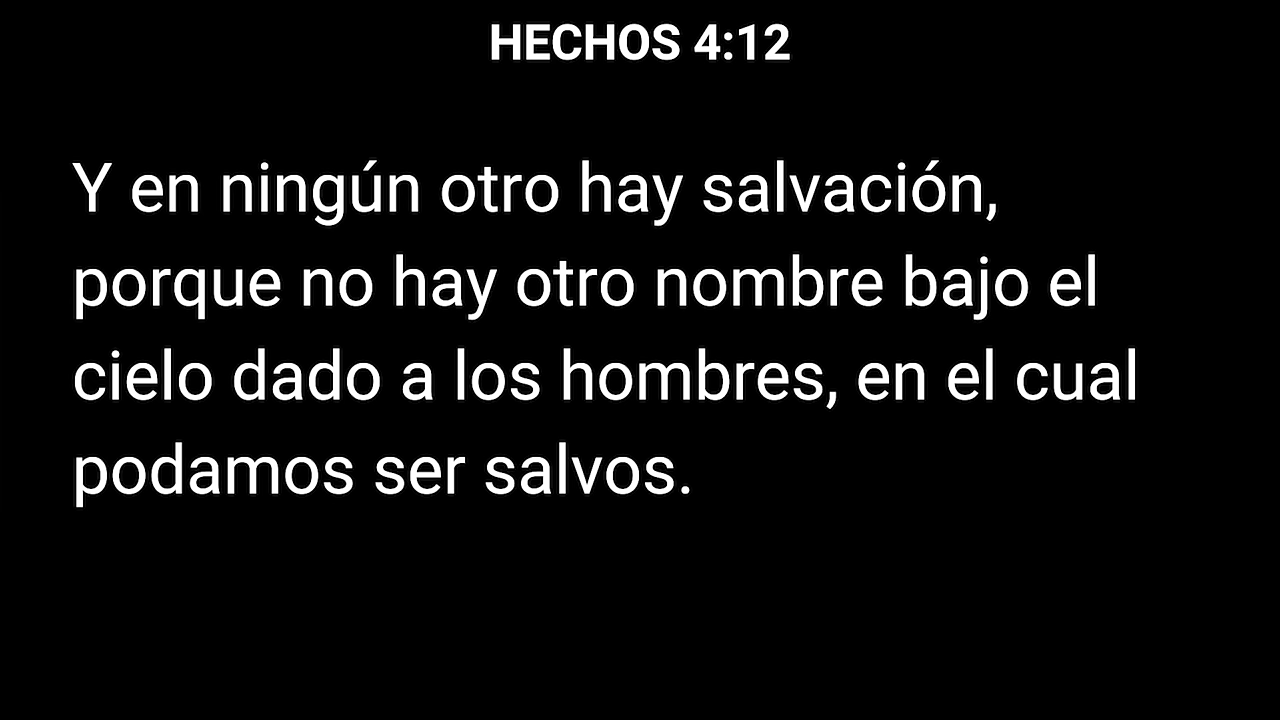 HECHOS 4:12
Y en ningún otro hay salvación,
porque no hay otro nombre bajo el
cielo dado a los hombres, en el cual
podamos ser salvos.